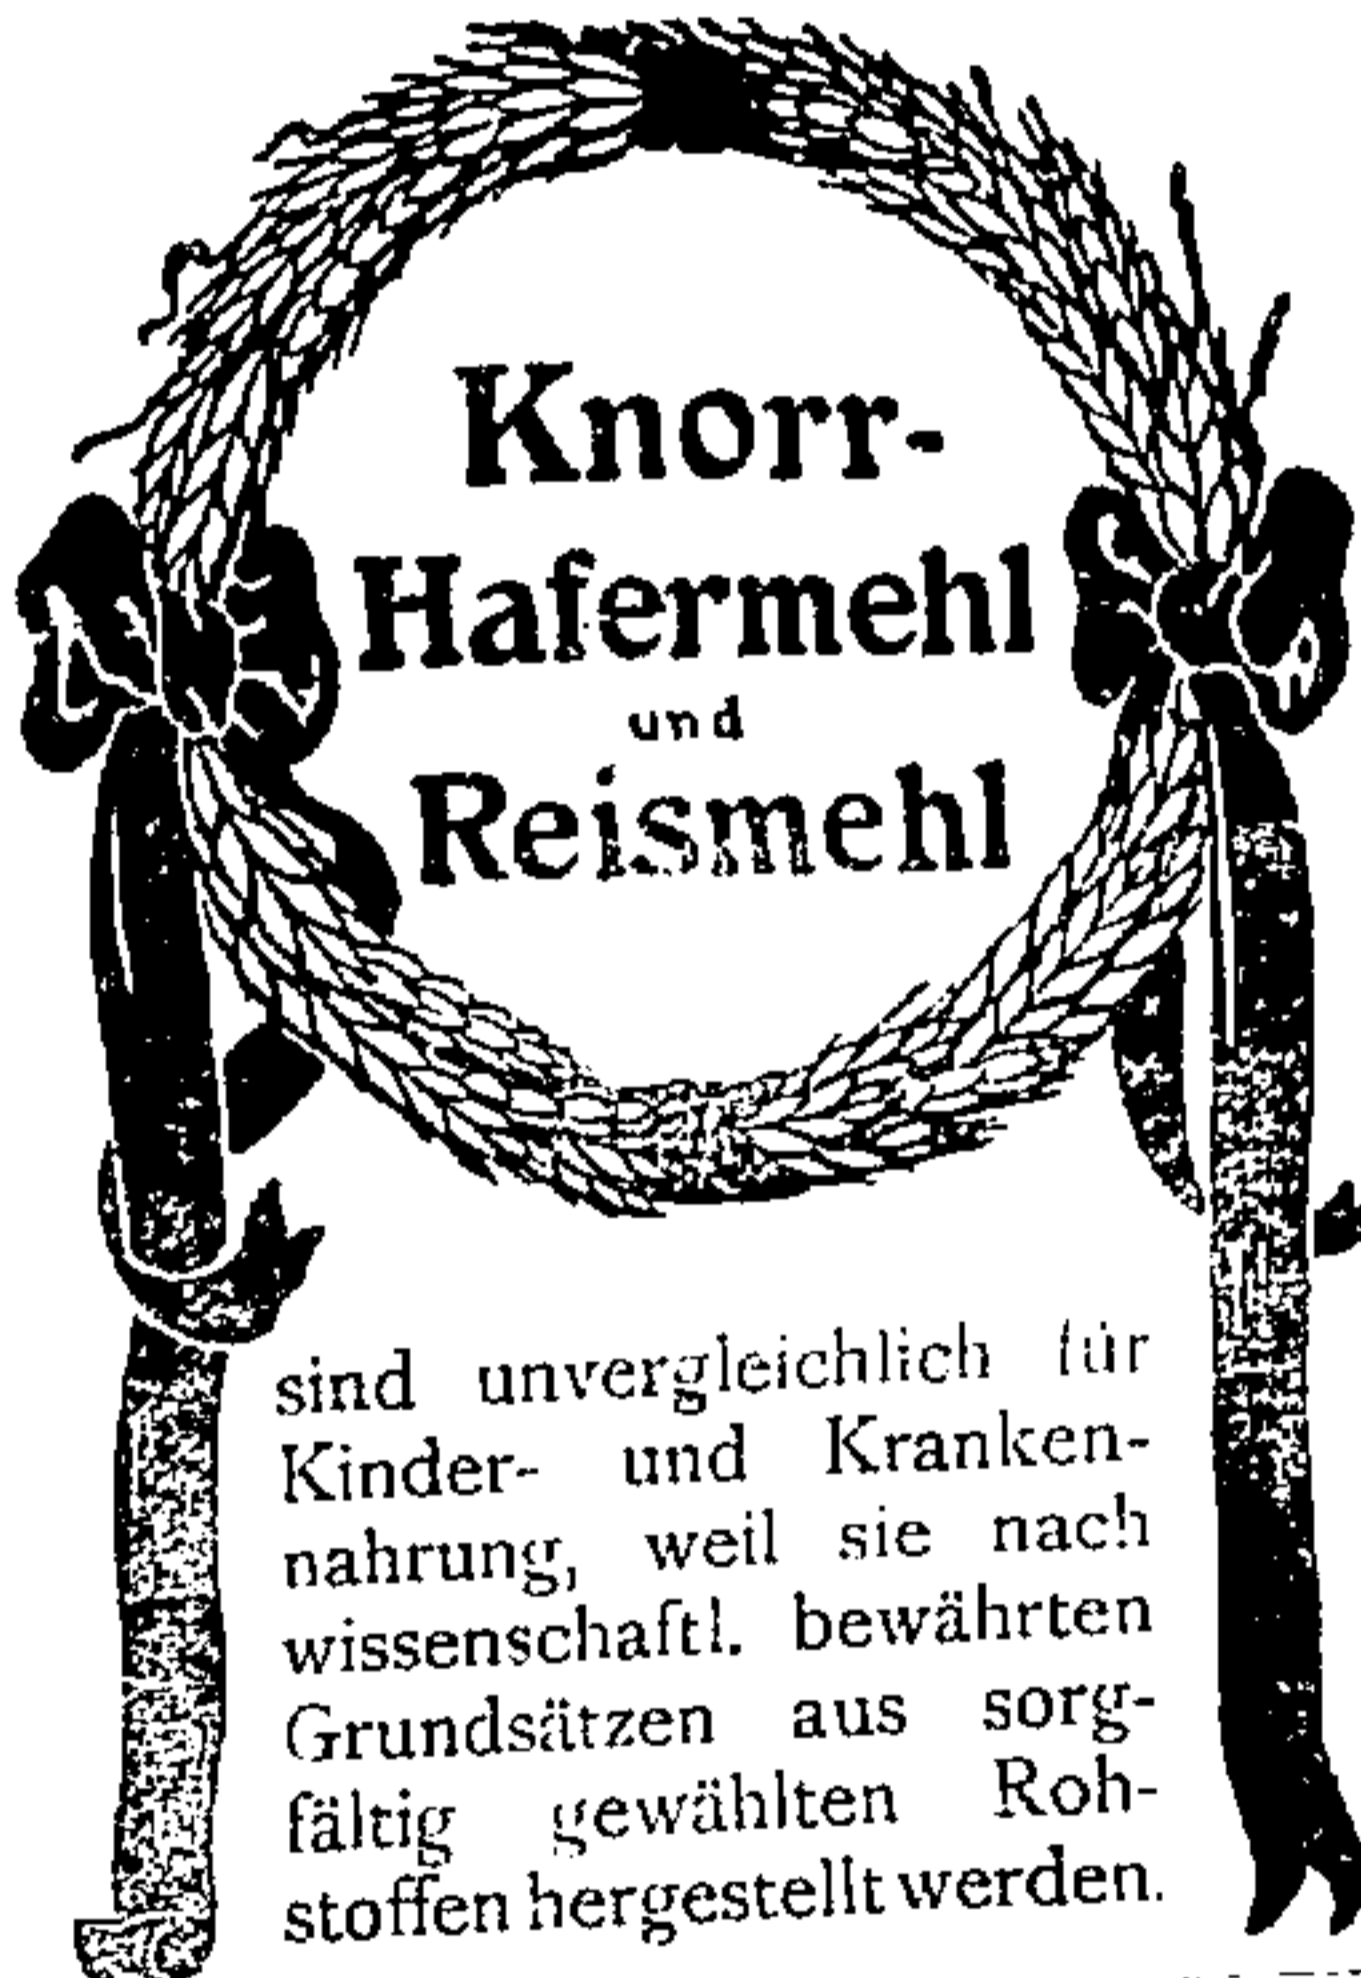 Knorr-
Hafermehl
und
Reismehl
sind unvergleichlich für
Kinder- und Kranken-
nahrung, weil sie nach
wissenschaftl. bewährten
Grundsätzen aus sorg-
fältig gewählten Roh-
stoffen hergestellt werden.